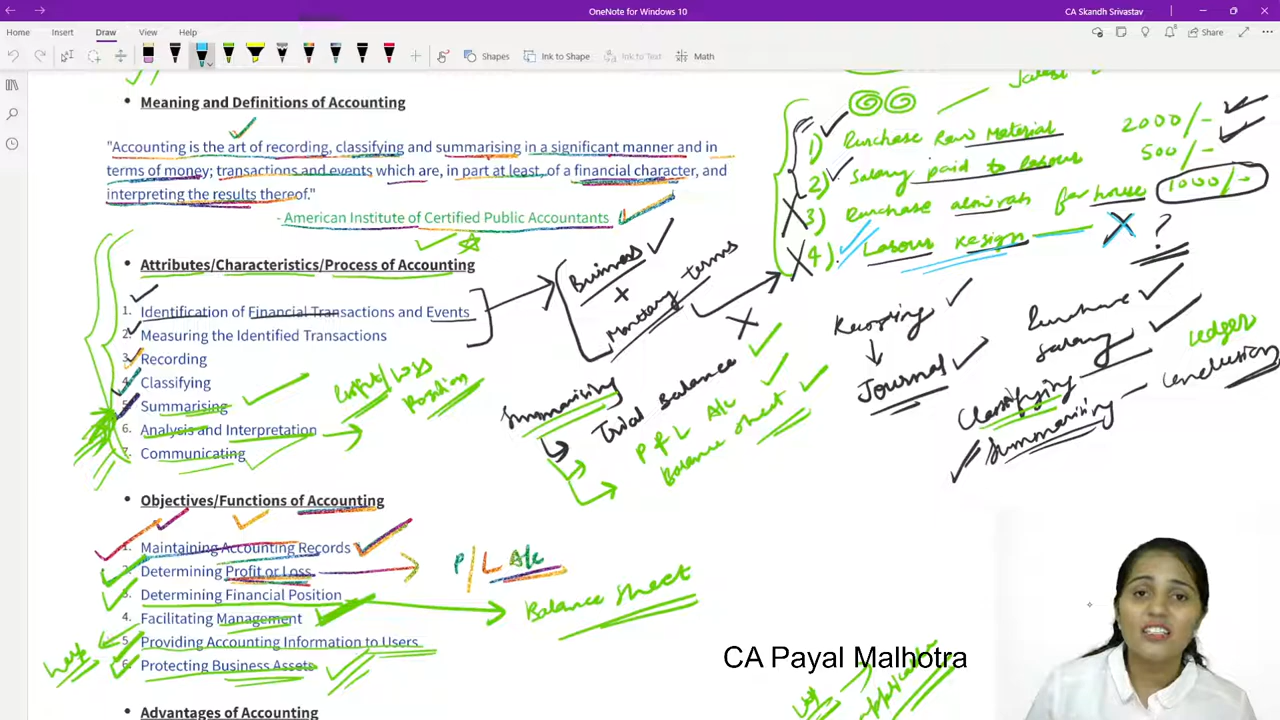 OneNote for Windows 10
CA Skandh Srivastav
Home Insert Draw View Help
Share
Shapes Ink to Shape Ink to Text Math
• Meaning and Definitions of Accounting
"Accounting is the art of recording, classifying and summarising in a significant manner and in
terms of money; transactions and events which are, in part at least, of a financial character, and
interpreting the results thereof."
- American Institute of Certified Public Accountants
• Attributes/Characteristics/Process of Accounting
1. Identification of Financial Transactions and Events
2. Measuring the Identified Transactions
3. Recording
4. Classifying
5. Summarising
6. Analysis and Interpretation
7. Communicating
Profit/Loss
Position
Business
+
Monetary terms
Summarising
Trial Balance
P & L A/c
Balance Sheet
1) Purchase Raw Material 2000/-
2) Salary paid to labour 500/-
3) Purchase almirah for house 1000/-
4) Labour Resign ?
Recording
Journal
Purchase
Salary
Classifying Ledger
Summarising Conclusion
• Objectives/Functions of Accounting
1. Maintaining Accounting Records
2. Determining Profit or Loss
P/L A/c
3. Determining Financial Position
Balance Sheet
4. Facilitating Management
5. Providing Accounting Information to Users
6. Protecting Business Assets
CA Payal Malhotra
• Advantages of Accounting